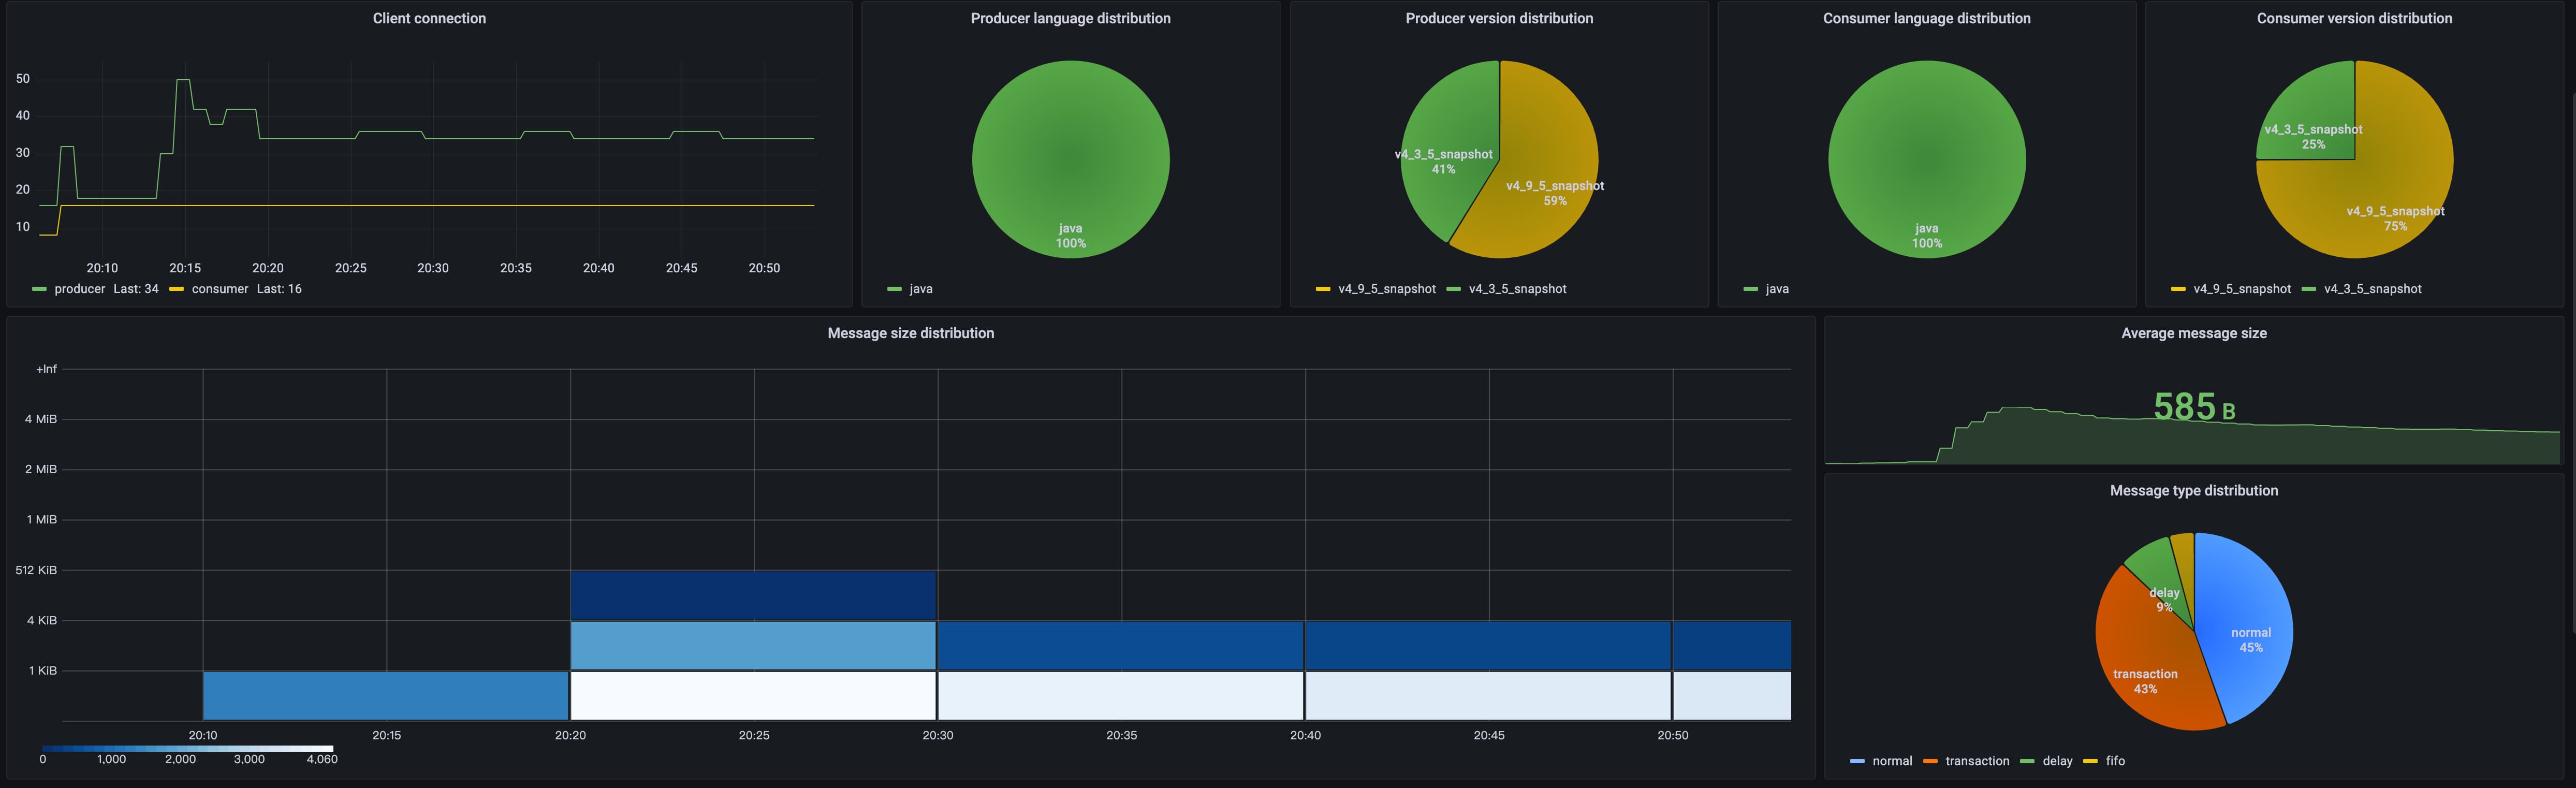 Client connection
50
40
30
20
10
20:10 20:15 20:20 20:25 20:30 20:35 20:40 20:45 20:50
producer Last: 34 consumer Last: 16
Producer language distribution
java
100%
java
Producer version distribution
v4_3_5_snapshot
41%
v4_9_5_snapshot
59%
v4_9_5_snapshot v4_3_5_snapshot
Consumer language distribution
java
100%
java
Consumer version distribution
v4_3_5_snapshot
25%
v4_9_5_snapshot
75%
v4_9_5_snapshot v4_3_5_snapshot
Message size distribution
+Inf
4 MiB
2 MiB
1 MiB
512 KiB
4 KiB
1 KiB
20:10 20:15 20:20 20:25 20:30 20:35 20:40 20:45 20:50
0 1,000 2,000 3,000 4,060
Average message size
585 B
Message type distribution
delay
9%
normal
45%
transaction
43%
normal transaction delay fifo